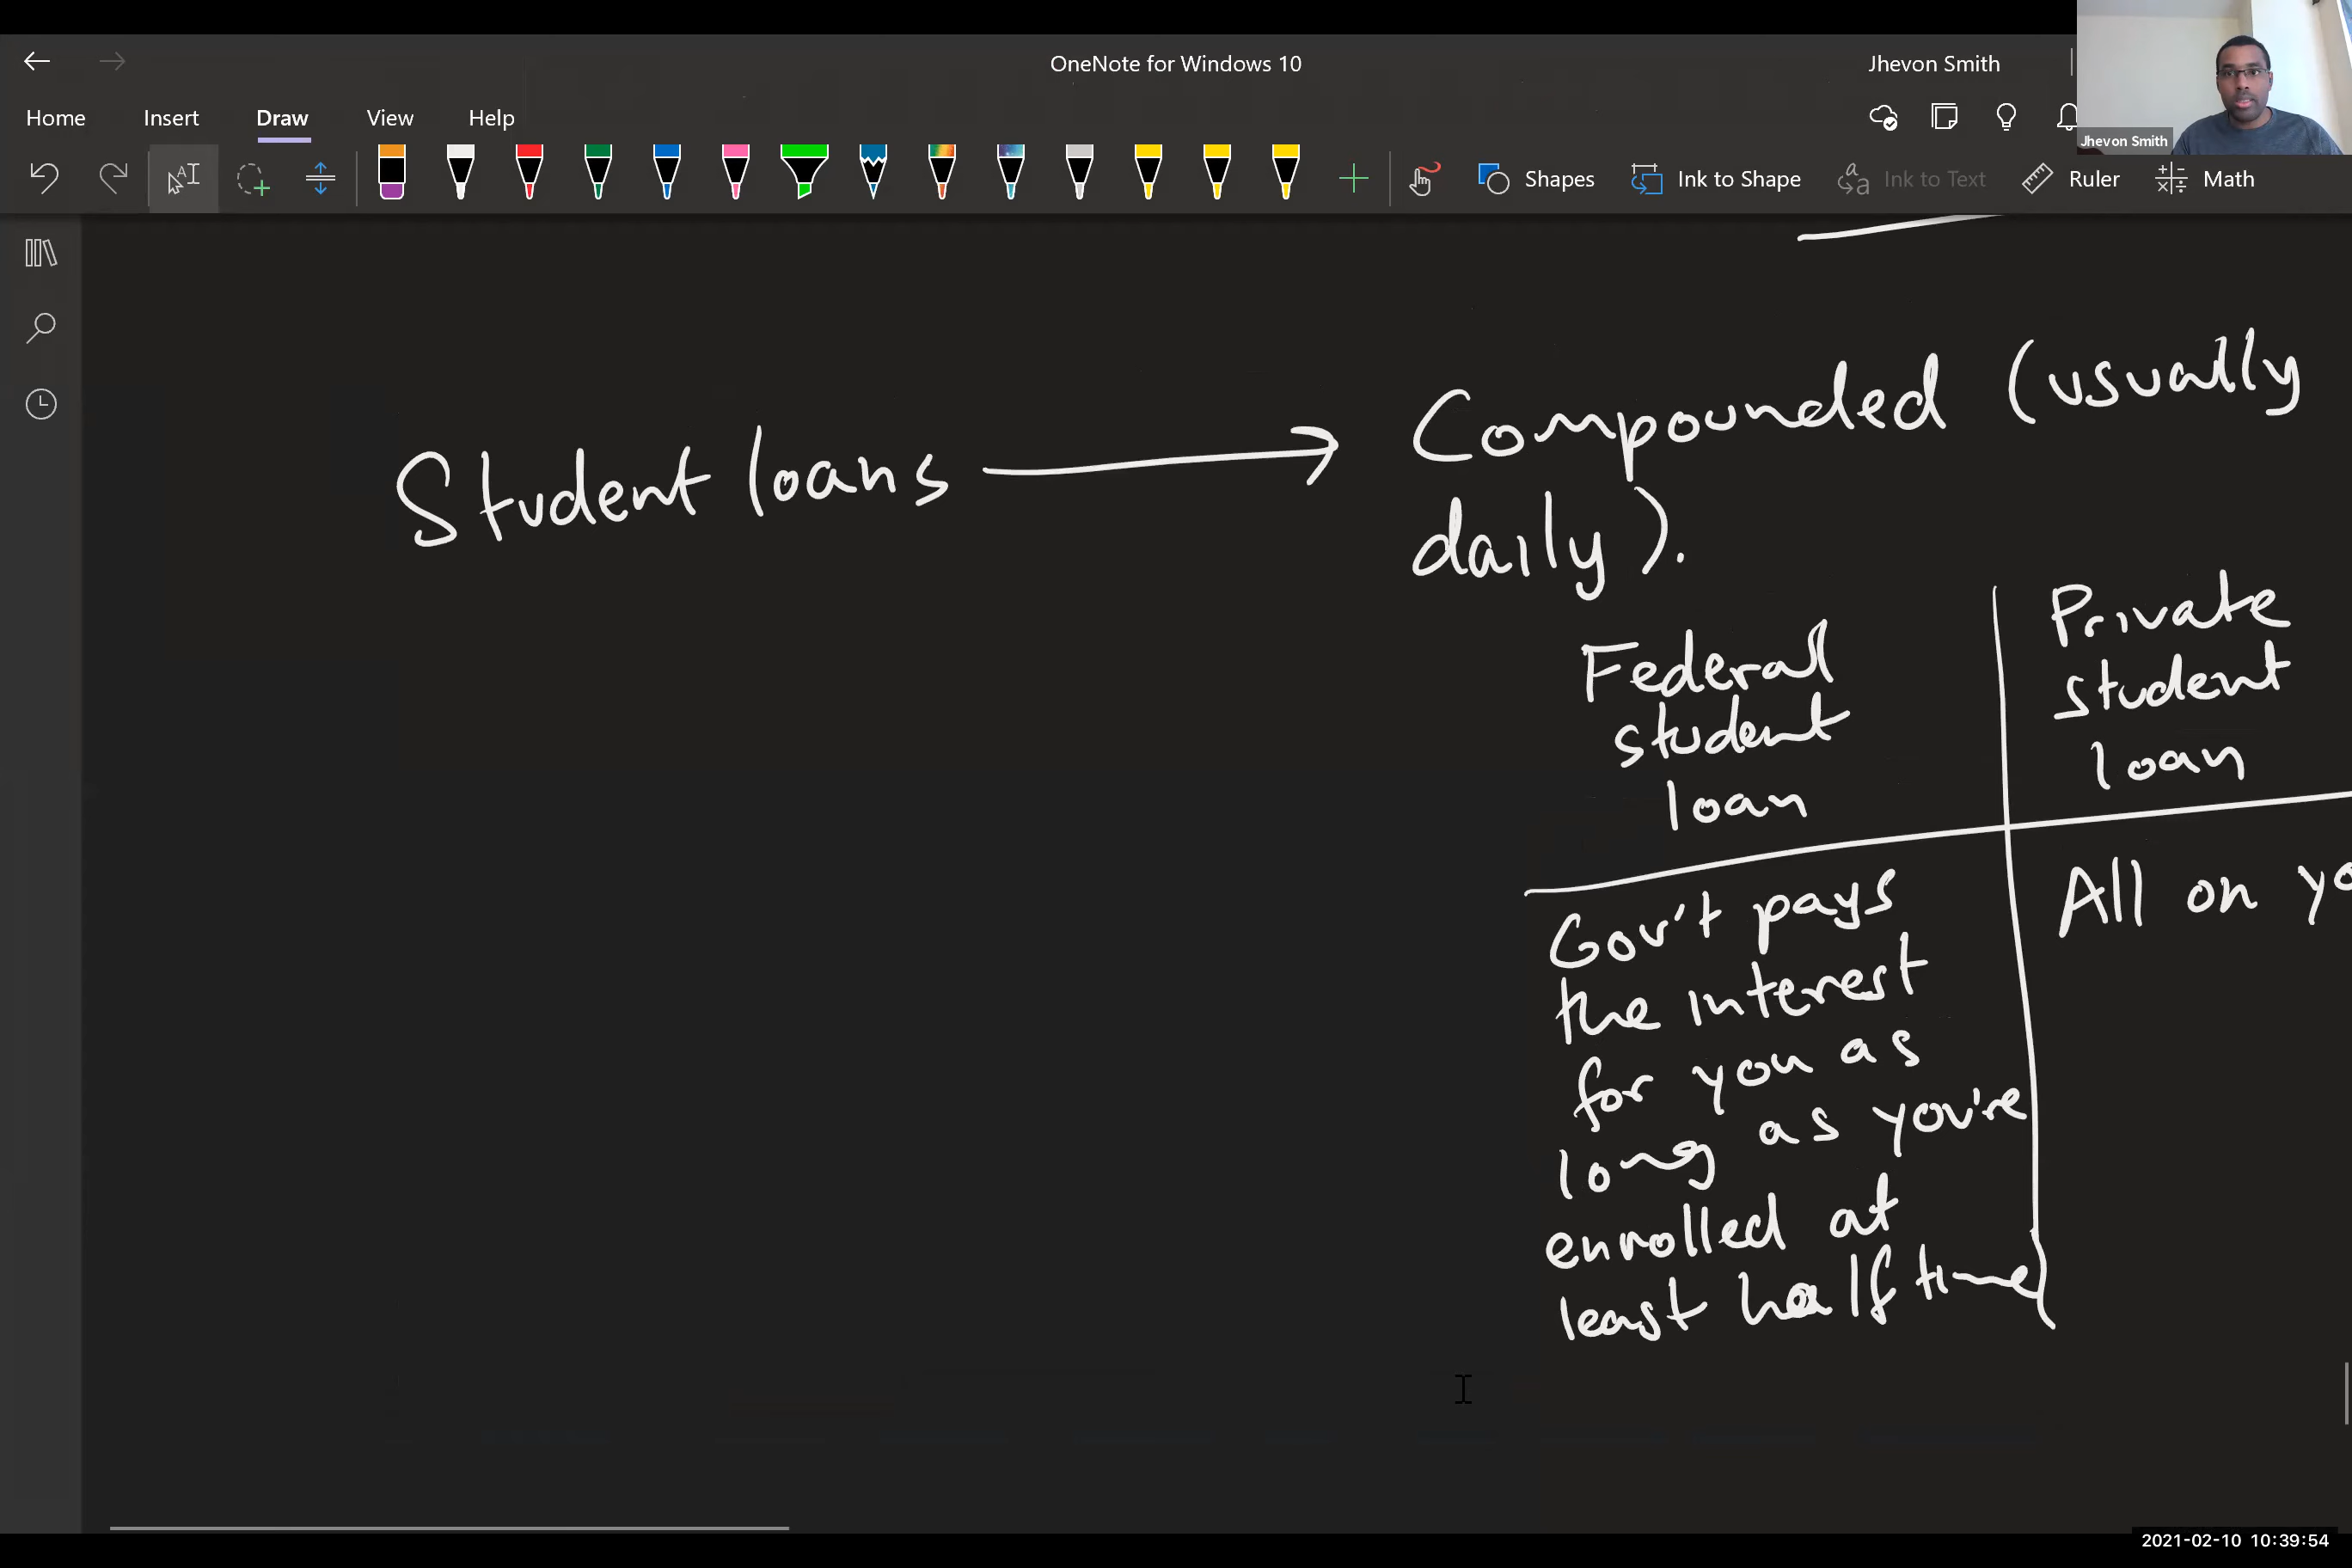 OneNote for Windows 10
Jhevon Smith
Home Insert Draw View Help
Jhevon Smith
Shapes Ink to Shape Ink to Text Ruler Math
Student loans → Compounded (usually
daily).
Federal
student
loan
Private
student
loan
Gov't pays
the interest
for you as
long as you're
enrolled at
least half time
All on yo
2021-02-10 10:39:54